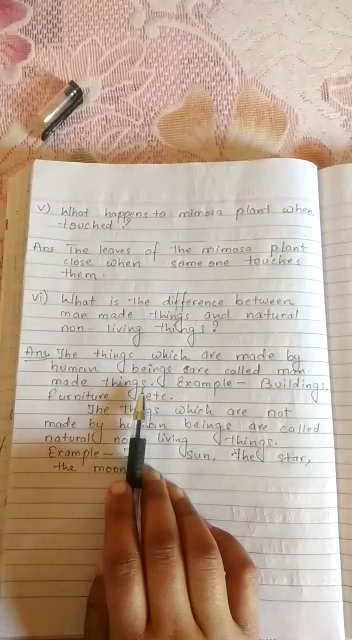 v) What happens to mimosa plant when
touched?
Ans The leaves of the mimosa plant
close when some one touches
them.
vi) What is the difference between
man made things and natural
non-living things?
Ans. The things which are made by
human beings are called man-
made things. Example- Buildings,
furniture etc.
The which are not
made by beings are called
natural living things.
Example- sun, the star,
the moon